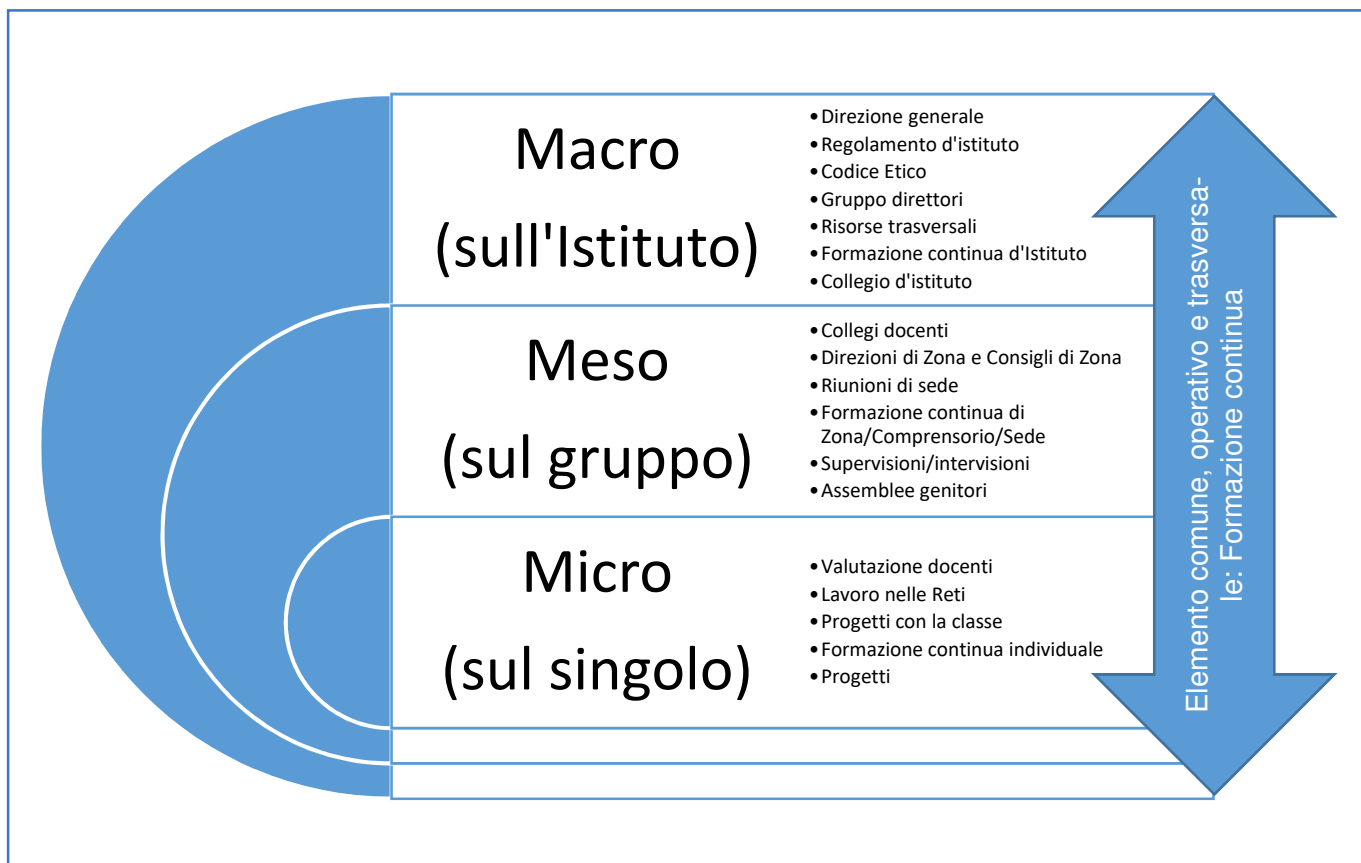 Macro
(sull'Istituto)
•Direzione generale
•Regolamento d'istituto
•Codice Etico
•Gruppo direttori
•Risorse trasversali
•Formazione continua d'Istituto
•Collegio d'istituto
Meso
(sul gruppo)
•Collegi docenti
•Direzioni di Zona e Consigli di Zona
•Riunioni di sede
•Formazione continua di
Zona/Comprensorio/Sede
•Supervisioni/intervisioni
•Assemblee genitori
Micro
(sul singolo)
•Valutazione docenti
•Lavoro nelle Reti
•Progetti con la classe
•Formazione continua individuale
•Progetti
Elemento comune, operativo e trasversa-
le: Formazione continua